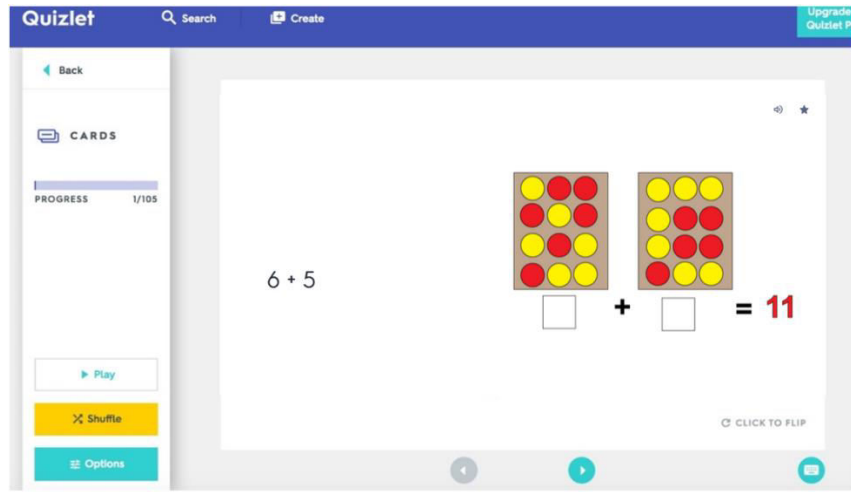 Quizlet
Search
Create
Upgrade
Quizlet P
Back
CARDS
PROGRESS 1/105
6 + 5
+ = 11
Play
Shuffle
Options
CLICK TO FLIP